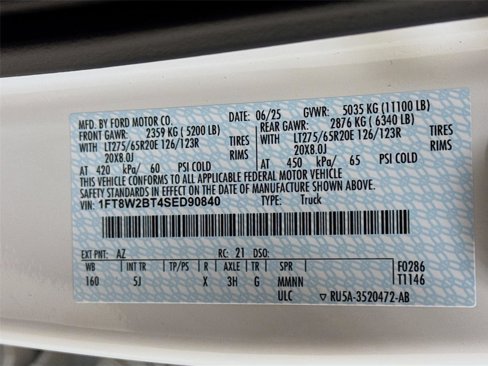 MFD. BY FORD MOTOR CO. DATE: 06/25 GVWR: 5035 KG (11100 LB)
FRONT GAWR: 2359 KG (5200 LB) REAR GAWR: 2876 KG (6340 LB)
WITH LT275/65R20E 126/123R TIRES WITH LT275/65R20E 126/123R TIRES
20X8.0J RIMS 20X8.0J RIMS
AT 420 kPa/ 60 PSI COLD AT 450 kPa/ 65 PSI COLD
THIS VEHICLE CONFORMS TO ALL APPLICABLE FEDERAL MOTOR VEHICLE
SAFETY STANDARDS IN EFFECT ON THE DATE OF MANUFACTURE SHOWN ABOVE.
VIN: 1FT8W2BT4SED90840 TYPE: Truck
EXT PNT: AZ RC: 21 DSO: F0286
WB INT TR TP/PS R AXLE TR SPR T1146
160 5J X 3H G MMNN
ULC ▽ RU5A-3520472-AB